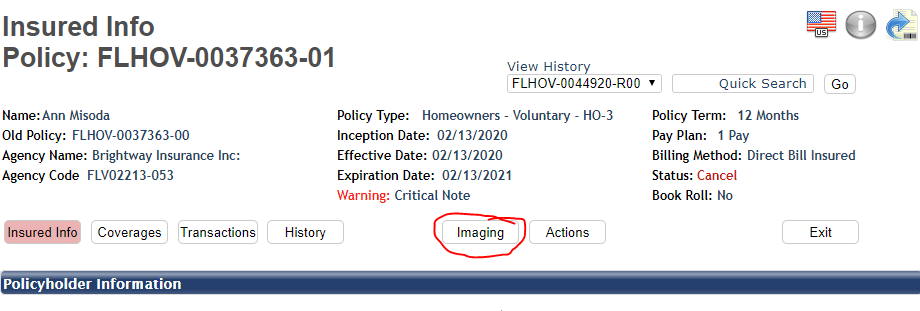 Insured Info
Policy: FLHOV-0037363-01
US
View History
FLHOV-0044920-R00
Quick Search
Go
Name: Ann Misoda
Policy Type: Homeowners - Voluntary - HO-3
Policy Term: 12 Months
Old Policy: FLHOV-0037363-00
Inception Date: 02/13/2020
Pay Plan: 1 Pay
Agency Name: Brightway Insurance Inc:
Effective Date: 02/13/2020
Billing Method: Direct Bill Insured
Agency Code FLV02213-053
Expiration Date: 02/13/2021
Status: Cancel
Warning: Critical Note
Book Roll: No
Insured Info
Coverages
Transactions
History
Imaging
Actions
Exit
Policyholder Information